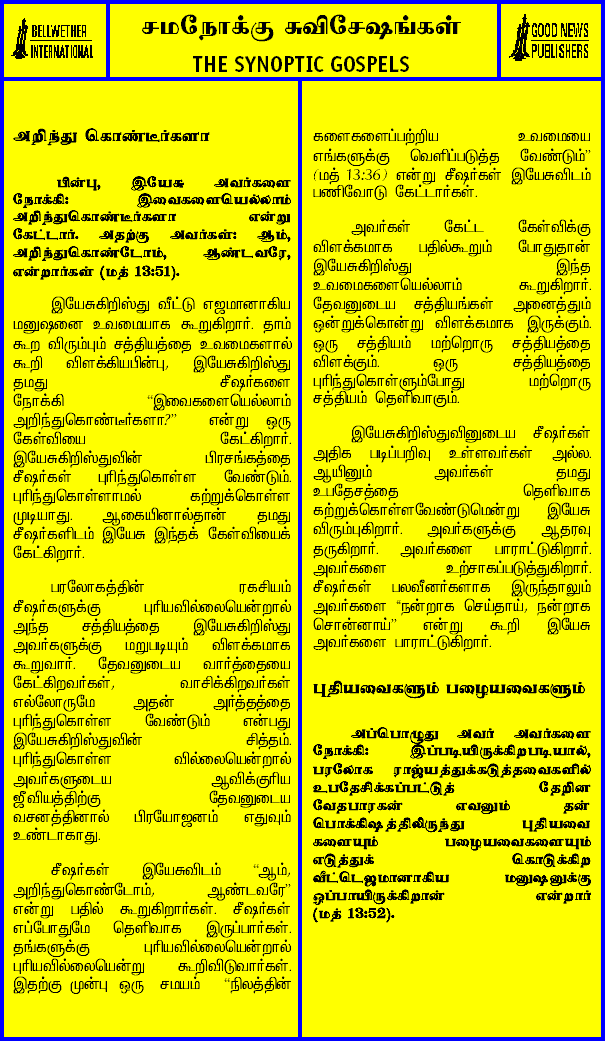 BELLWETHER
INTERNATIONAL
சமநோக்கு சுவிசேஷங்கள்
THE SYNOPTIC GOSPELS
GOOD NEWS
PUBLISHERS
அறிந்து கொண்டீர்களா
பின்பு, இயேசு அவர்களை
நோக்கி: இவைகளையெல்லாம்
அறிந்துகொண்டீர்களா என்று
கேட்டார். அதற்கு அவர்கள்: ஆம்,
அறிந்துகொண்டோம், ஆண்டவரே,
என்றார்கள் (மத் 13:51).
இயேசுகிறிஸ்து வீட்டு எஜமானாகிய
மனுஷனை உவமையாக கூறுகிறார். தாம்
கூற விரும்பும் சத்தியத்தை உவமைகளால்
கூறி விளக்கியபின்பு, இயேசுகிறிஸ்து
தமது சீஷர்களை
நோக்கி “இவைகளையெல்லாம்
அறிந்துகொண்டீர்களா?” என்று ஒரு
கேள்வியை கேட்கிறார்.
இயேசுகிறிஸ்துவின் பிரசங்கத்தை
சீஷர்கள் புரிந்துகொள்ள வேண்டும்.
புரிந்துகொள்ளாமல் கற்றுக்கொள்ள
முடியாது. ஆகையினால்தான் தமது
சீஷர்களிடம் இயேசு இந்தக் கேள்வியைக்
கேட்கிறார்.
பரலோகத்தின் ரகசியம்
சீஷர்களுக்கு புரியவில்லையென்றால்
அந்த சத்தியத்தை இயேசுகிறிஸ்து
அவர்களுக்கு மறுபடியும் விளக்கமாக
கூறுவார். தேவனுடைய வார்த்தையை
கேட்கிறவர்கள், வாசிக்கிறவர்கள்
எல்லோருமே அதன் அர்த்தத்தை
புரிந்துகொள்ள வேண்டும் என்பது
இயேசுகிறிஸ்துவின் சித்தம்.
புரிந்துகொள்ள வில்லையென்றால்
அவர்களுடைய ஆவிக்குரிய
ஜீவியத்திற்கு தேவனுடைய
வசனத்தினால் பிரயோஜனம் எதுவும்
உண்டாகாது.
சீஷர்கள் இயேசுவிடம் “ஆம்,
அறிந்துகொண்டோம், ஆண்டவரே”
என்று பதில் கூறுகிறார்கள். சீஷர்கள்
எப்போதுமே தெளிவாக இருப்பார்கள்.
தங்களுக்கு புரியவில்லையென்றால்
புரியவில்லையென்று கூறிவிடுவார்கள்.
இதற்கு முன்பு ஒரு சமயம் “நிலத்தின்
களைகளைப்பற்றிய உவமையை
எங்களுக்கு வெளிப்படுத்த வேண்டும்”
(மத் 13:36) என்று சீஷர்கள் இயேசுவிடம்
பணிவோடு கேட்டார்கள்.
அவர்கள் கேட்ட கேள்விக்கு
விளக்கமாக பதில்கூறும் போதுதான்
இயேசுகிறிஸ்து இந்த
உவமைகளையெல்லாம் கூறுகிறார்.
தேவனுடைய சத்தியங்கள் அனைத்தும்
ஒன்றுக்கொன்று விளக்கமாக இருக்கும்.
ஒரு சத்தியம் மற்றொரு சத்தியத்தை
விளக்கும். ஒரு சத்தியத்தை
புரிந்துகொள்ளும்போது மற்றொரு
சத்தியம் தெளிவாகும்.
இயேசுகிறிஸ்துவினுடைய சீஷர்கள்
அதிக படிப்பறிவு உள்ளவர்கள் அல்ல.
ஆயினும் அவர்கள் தமது
உபதேசத்தை தெளிவாக
கற்றுக்கொள்ளவேண்டுமென்று இயேசு
விரும்புகிறார். அவர்களுக்கு ஆதரவு
தருகிறார். அவர்களை பாராட்டுகிறார்.
அவர்களை உற்சாகப்படுத்துகிறார்.
சீஷர்கள் பலவீனர்களாக இருந்தாலும்
அவர்களை “நன்றாக செய்தாய், நன்றாக
சொன்னாய்” என்று கூறி இயேசு
அவர்களை பாராட்டுகிறார்.
புதியவைகளும் பழையவைகளும்
அப்பொழுது அவர் அவர்களை
நோக்கி: இப்படியிருக்கிறபடியால்,
பரலோக ராஜ்யத்துக்கடுத்தவைகளில்
உபதேசிக்கப்பட்டுத் தேறின
வேதபாரகன் எவனும் தன்
பொக்கிஷத்திலிருந்து புதியவை
களையும் பழையவைகளையும்
எடுத்துக் கொடுக்கிற
வீட்டெஜமானாகிய மனுஷனுக்கு
ஒப்பாயிருக்கிறான் என்றார்
(மத் 13:52).